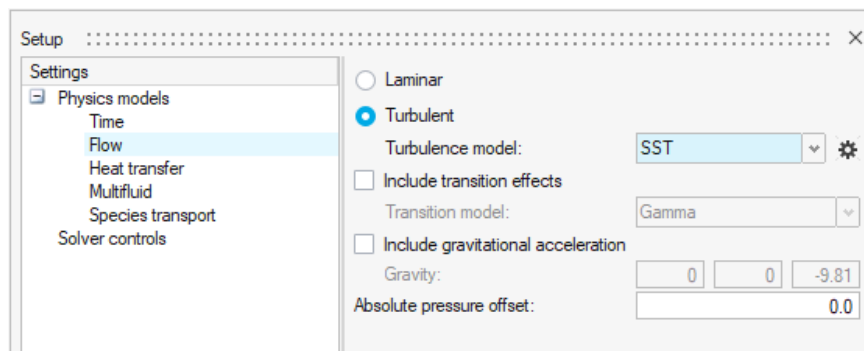 Setup
Settings
Physics models
Time
Flow
Heat transfer
Multifluid
Species transport
Solver controls
Laminar
Turbulent
Turbulence model: SST
Include transition effects
Transition model: Gamma
Include gravitational acceleration
Gravity: 0 0 -9.81
Absolute pressure offset: 0.0